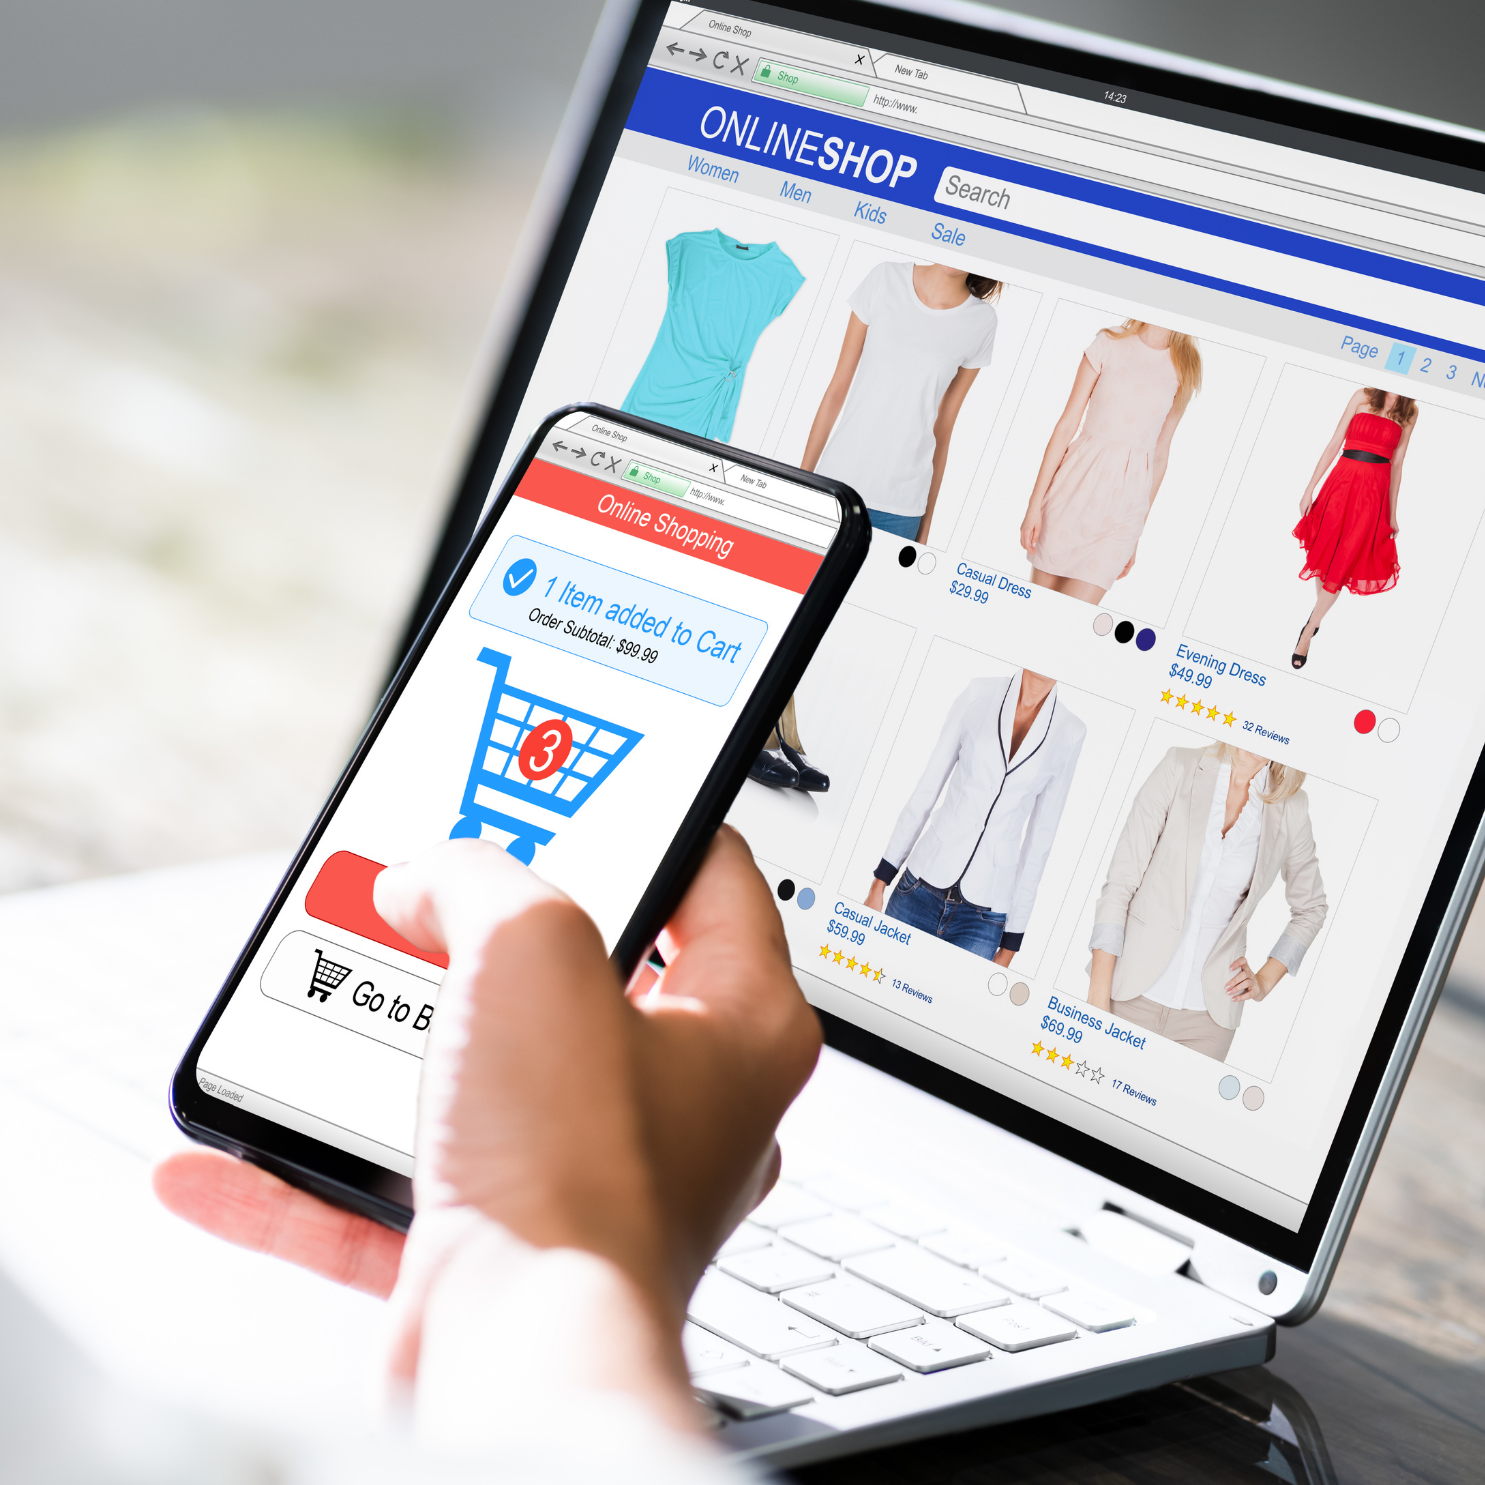 Online Shop
X
New Tab
14:23
Shop
http://www.
ONLINESHOP
Search
Women
Men
Kids
Sale
Page 1 2 3
Casual Dress
$29.99
Evening Dress
$49.99
32 Reviews
Casual Jacket
$59.99
13 Reviews
Business Jacket
$69.99
17 Reviews
Online Shop
X
New Tab
Shop
http://www.
Online Shopping
1 Item added to Cart
Order Subtotal: $99.99
3
Go to
Page Loaded